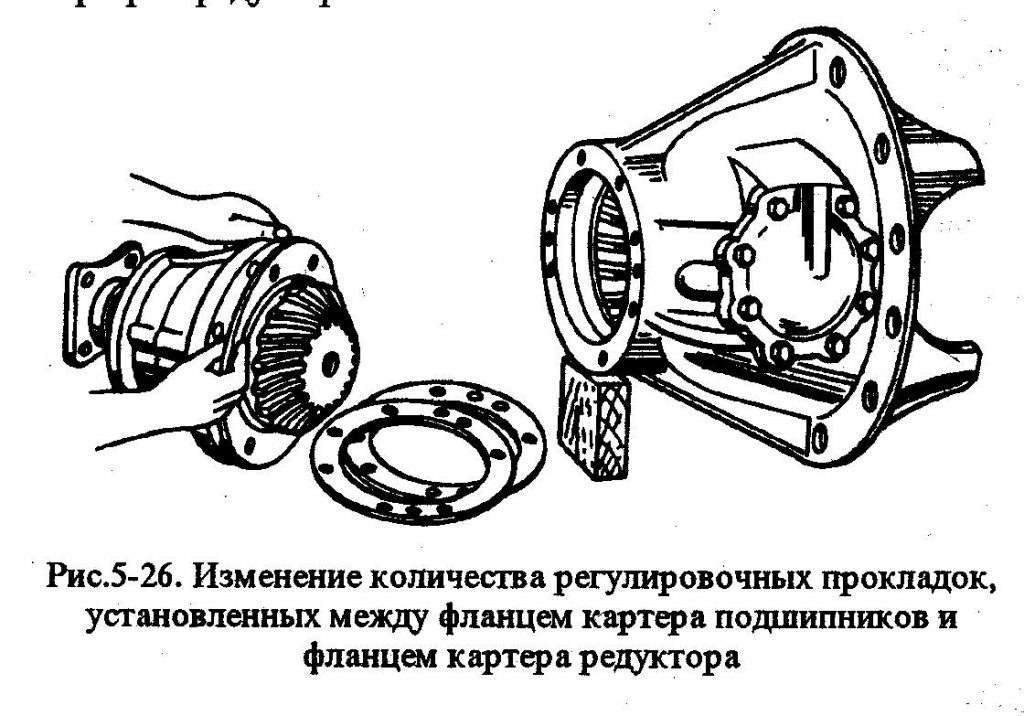 Рис.5-26. Изменение количества регулировочных прокладок,
установленных между фланцем картера подшипников и
фланцем картера редуктора